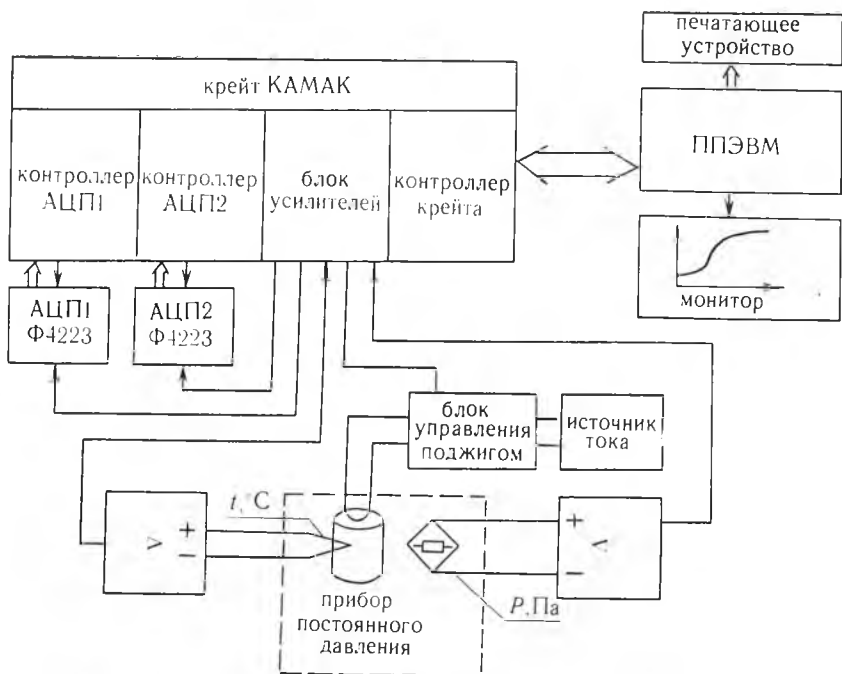 печатающее
устройство
крейт КАМАК
ППЭВМ
контроллер
АЦП1
контроллер
АЦП2
блок
усилителей
контроллер
крейта
монитор
АЦП1
Ф4223
АЦП2
Ф4223
блок
управления
поджигом
источник
тока
t,°C
+
−
>
+
−
<
P,Па
прибор
постоянного
давления